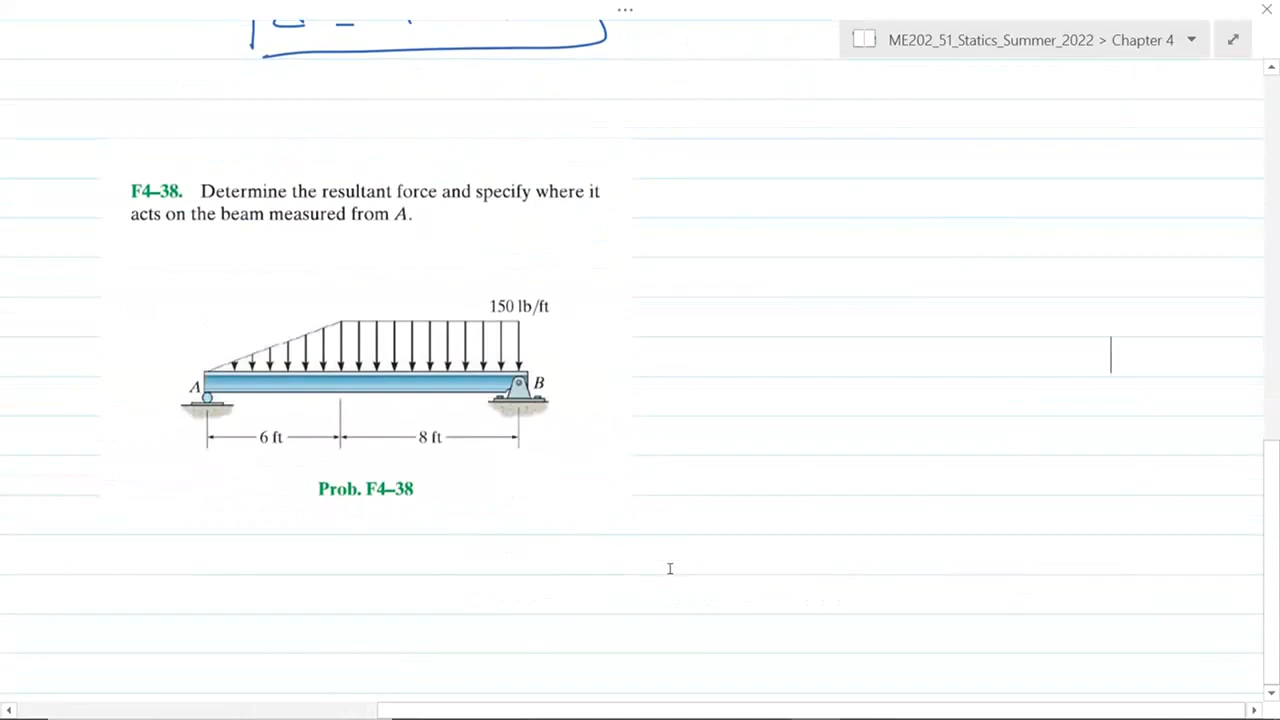 ME202_51_Statics_Summer_2022 > Chapter 4
F4–38. Determine the resultant force and specify where it
acts on the beam measured from A.
150 lb/ft
A
B
6 ft
8 ft
Prob. F4–38